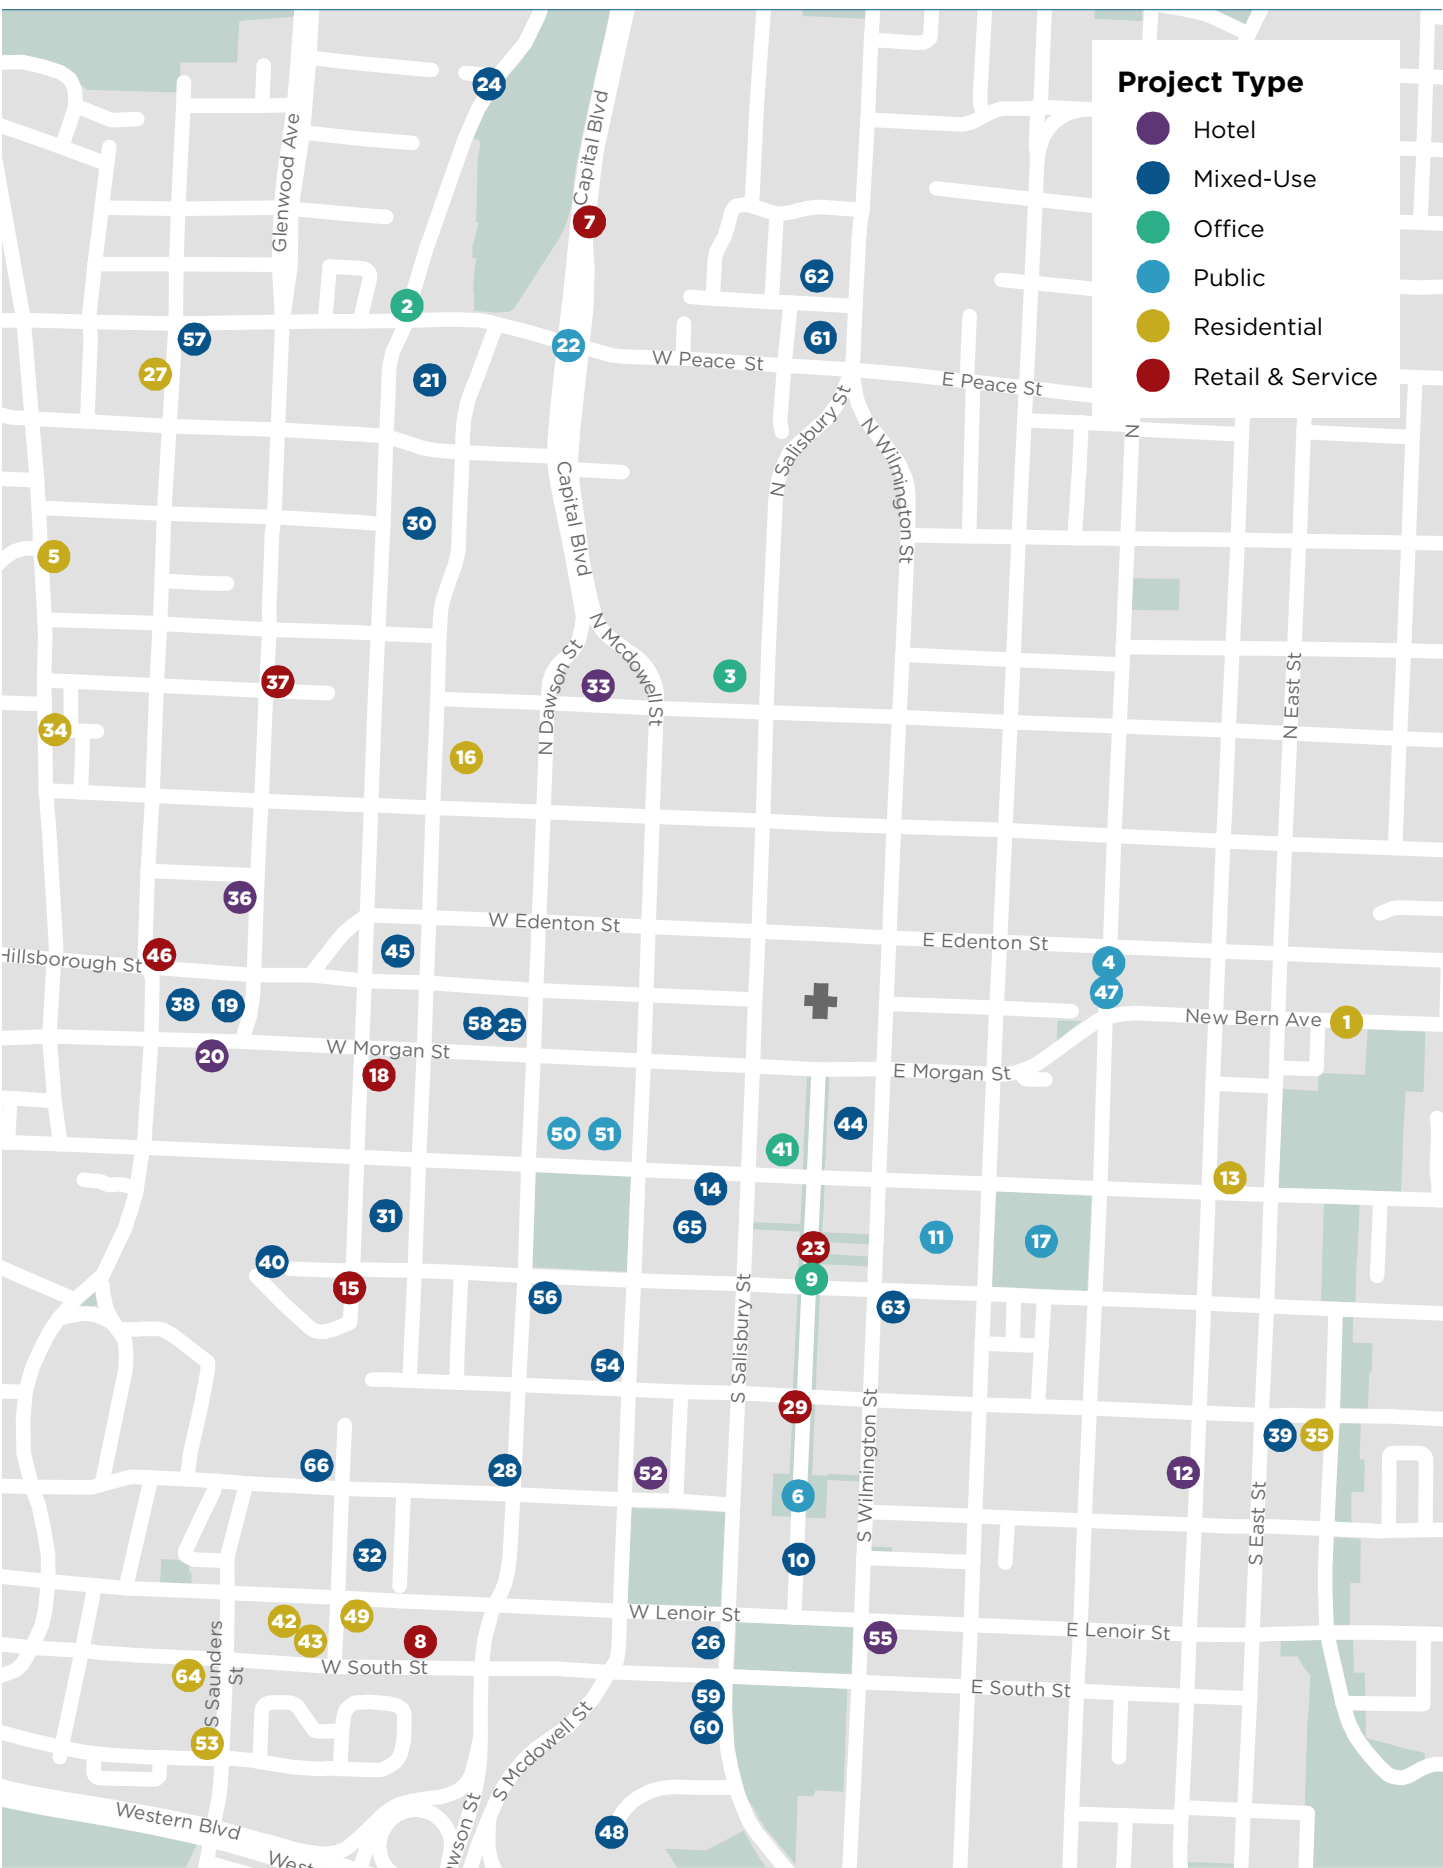 Project Type
Hotel
Mixed-Use
Office
Public
Residential
Retail & Service
24
Glenwood Ave
Capital Blvd
7
62
2
57
22
61
27
21
W Peace St
E Peace St
N Salisbury St
N Wilmington St
N
Capital Blvd
30
5
N Dawson St
N Mcdowell St
37
33
3
N East St
34
16
36
W Edenton St
E Edenton St
46
45
Hillsborough St
4
47
38
19
58
25
New Bern Ave
1
20
W Morgan St
18
E Morgan St
44
50
51
41
13
14
31
65
11
17
40
23
15
9
56
63
S Salisbury St
54
29
S Wilmington St
39
35
66
28
52
12
6
S East St
32
10
42
49
43
8
W Lenoir St
26
55
E Lenoir St
64
S Saunders
St
W South St
59
E South St
53
60
S Mcdowell St
Western Blvd
48
wson St
West